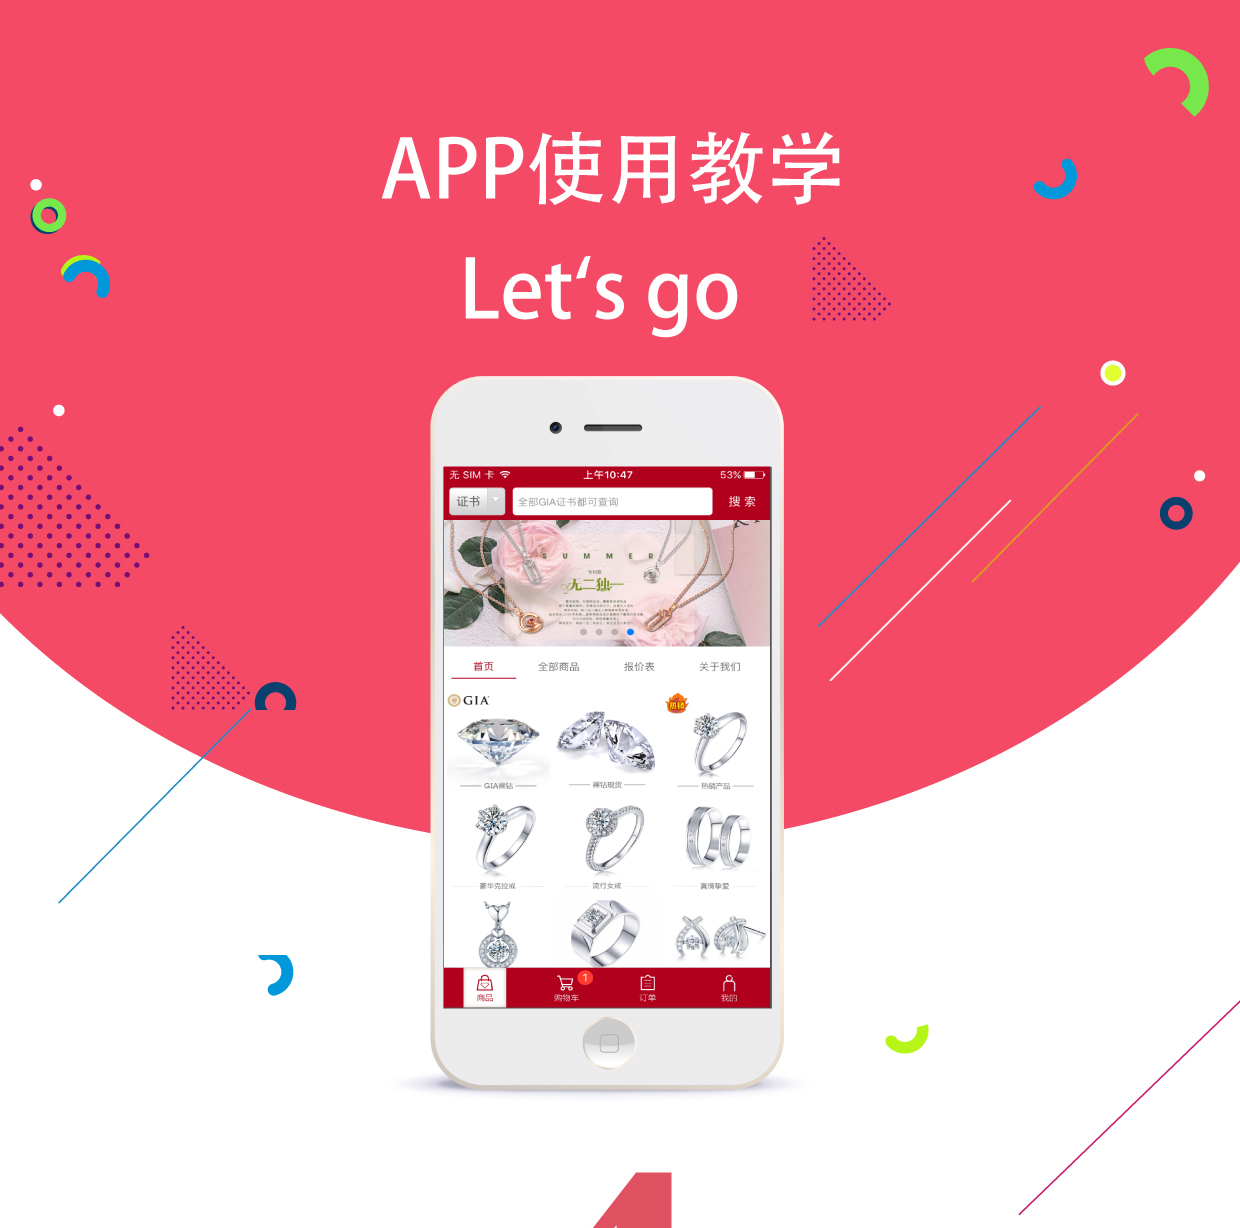 APP使用教学
Let‘s go
无 SIM 卡
上午10:47
53%
证书
全部GIA证书都可查询
搜 索
SUMMER
无二独一
首页
全部商品
报价表
关于我们
GIA
热销
GIA裸钻
裸钻现货
热销产品
豪华克拉戒
流行女戒
真情挚爱
1
商品
购物车
订单
我的